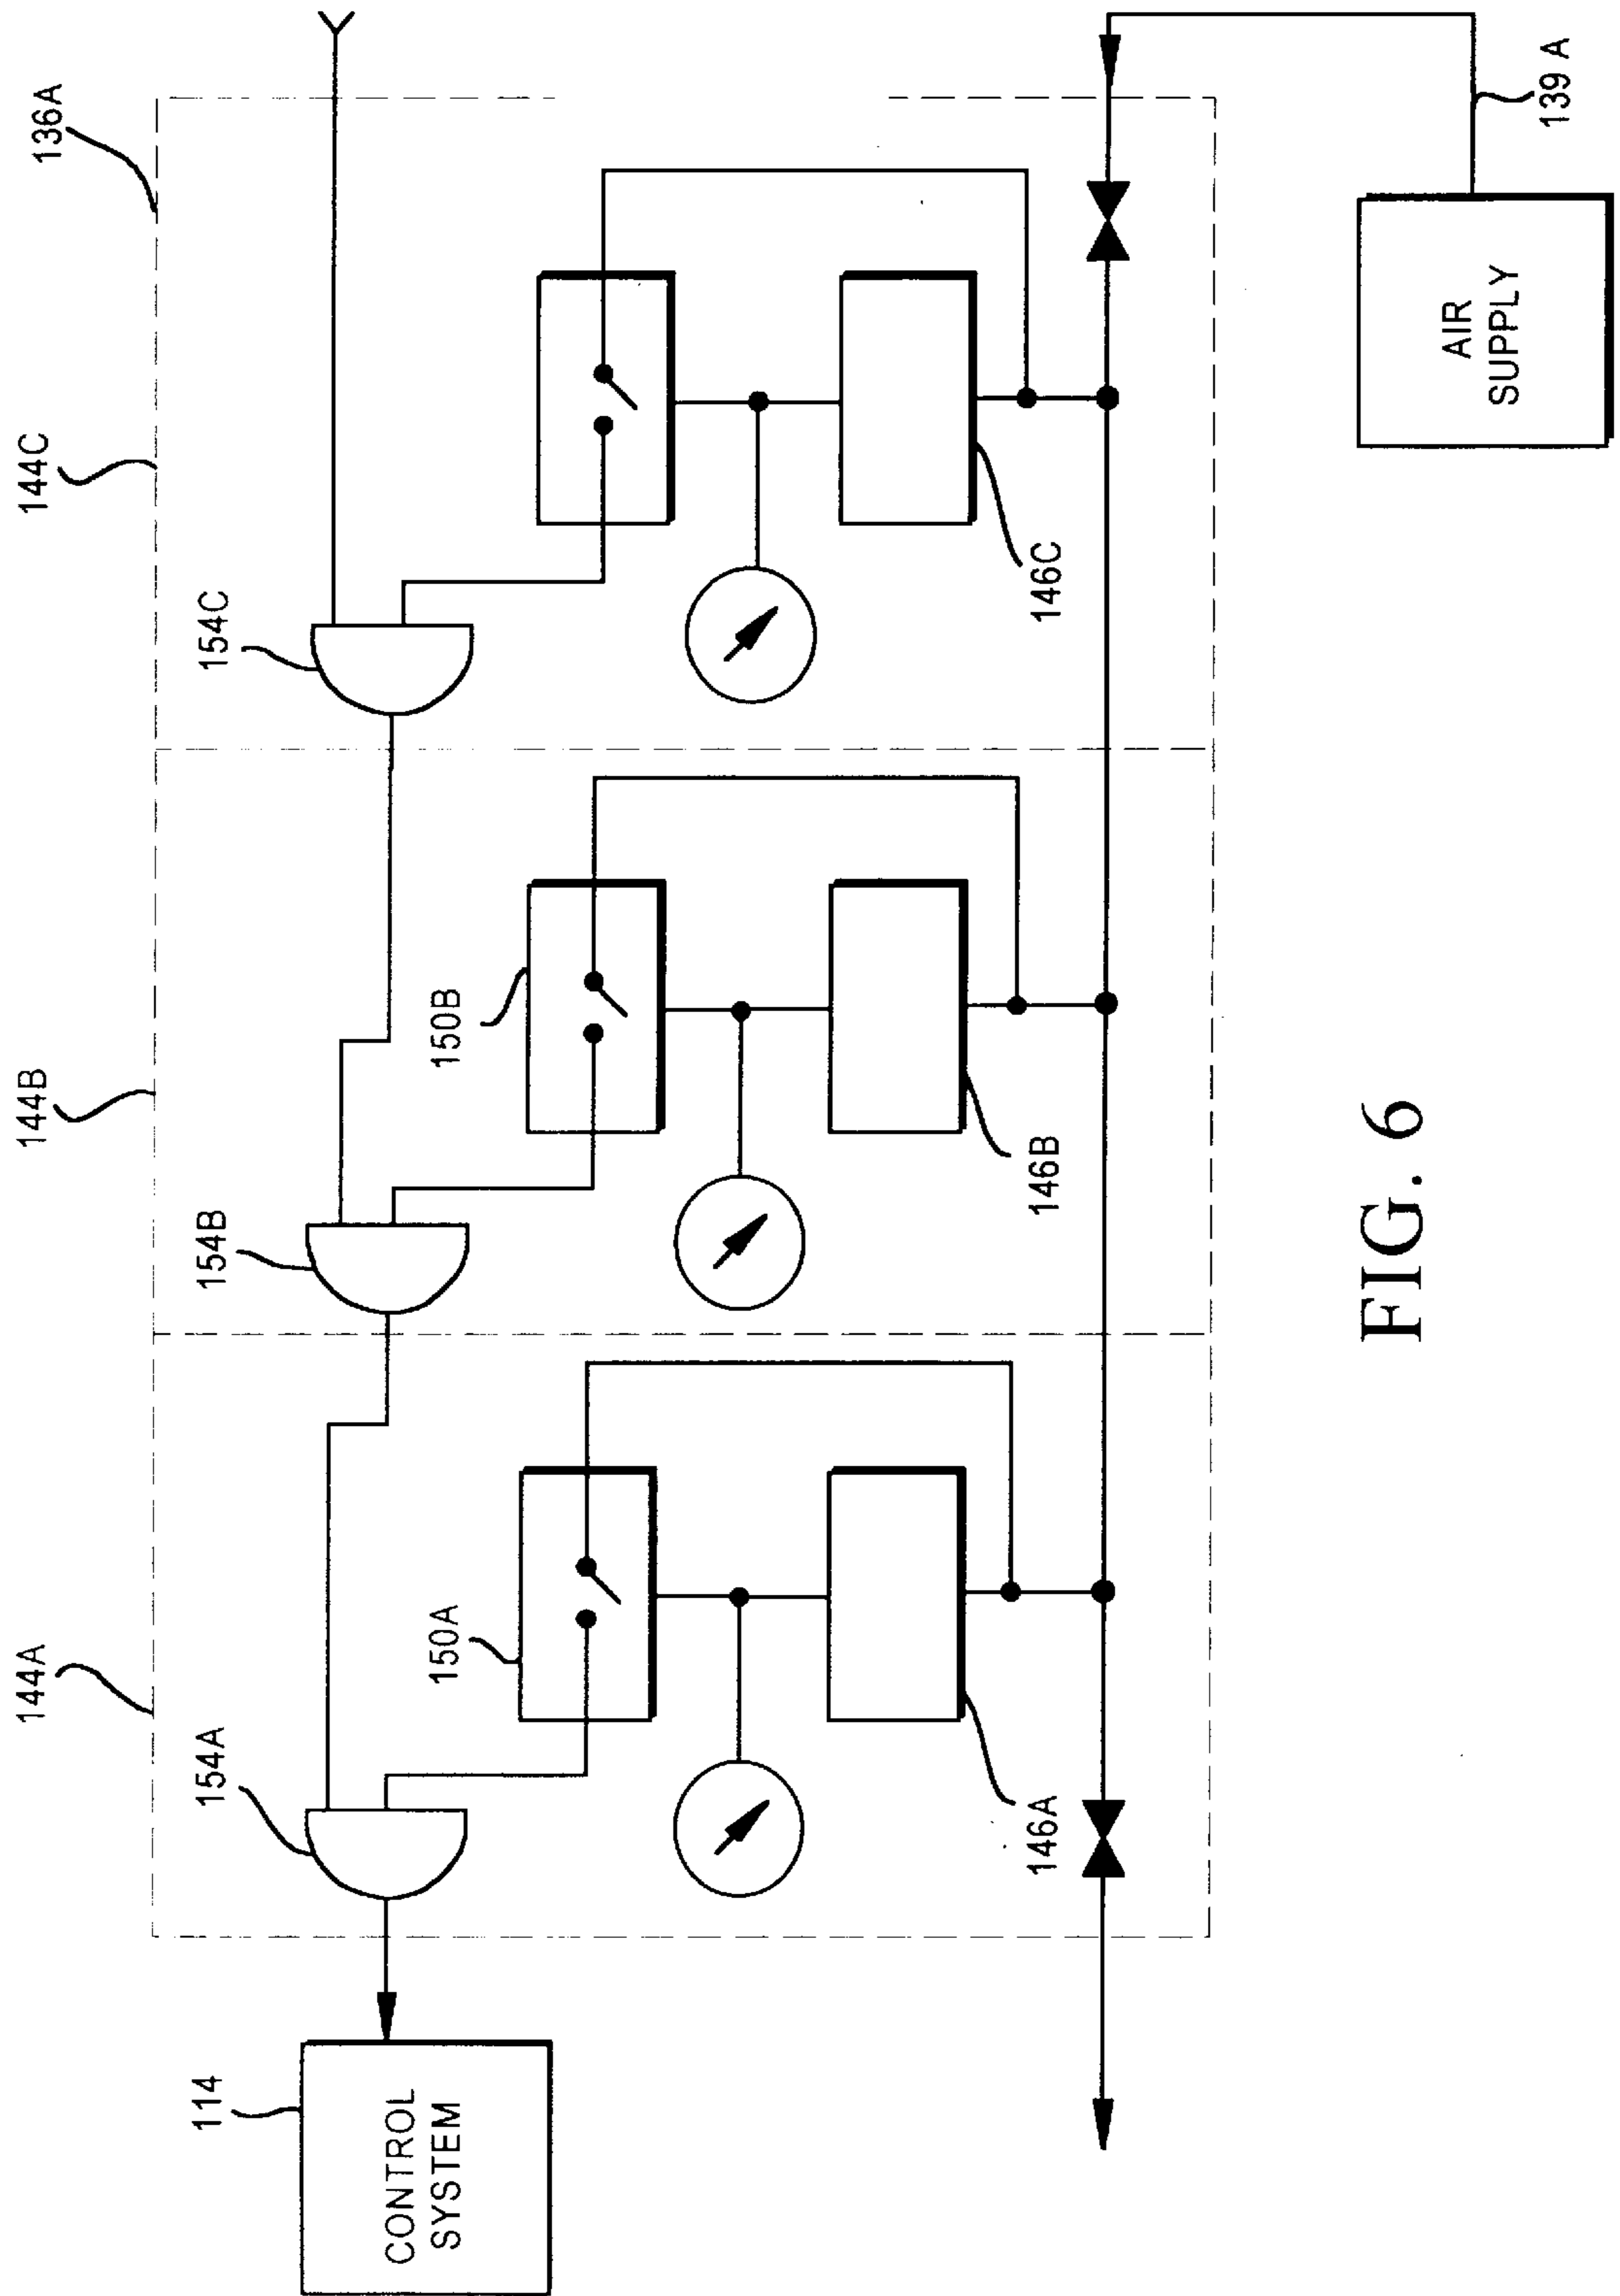 136A
144C
144B
144A
154C
154B
154A
114
CONTROL
SYSTEM
150B
150A
146C
146B
146A
139 A
AIR
SUPPLY
FIG. 6